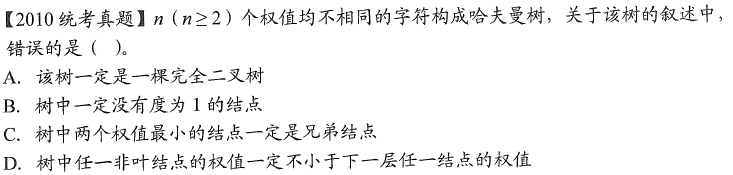 【2010 统考真题】n（n≥2）个权值均不相同的字符构成哈夫曼树，关于该树的叙述中，
错误的是（ ）。
A. 该树一定是一棵完全二叉树
B. 树中一定没有度为 1 的结点
C. 树中两个权值最小的结点一定是兄弟结点
D. 树中任一非叶结点的权值一定不小于下一层任一结点的权值